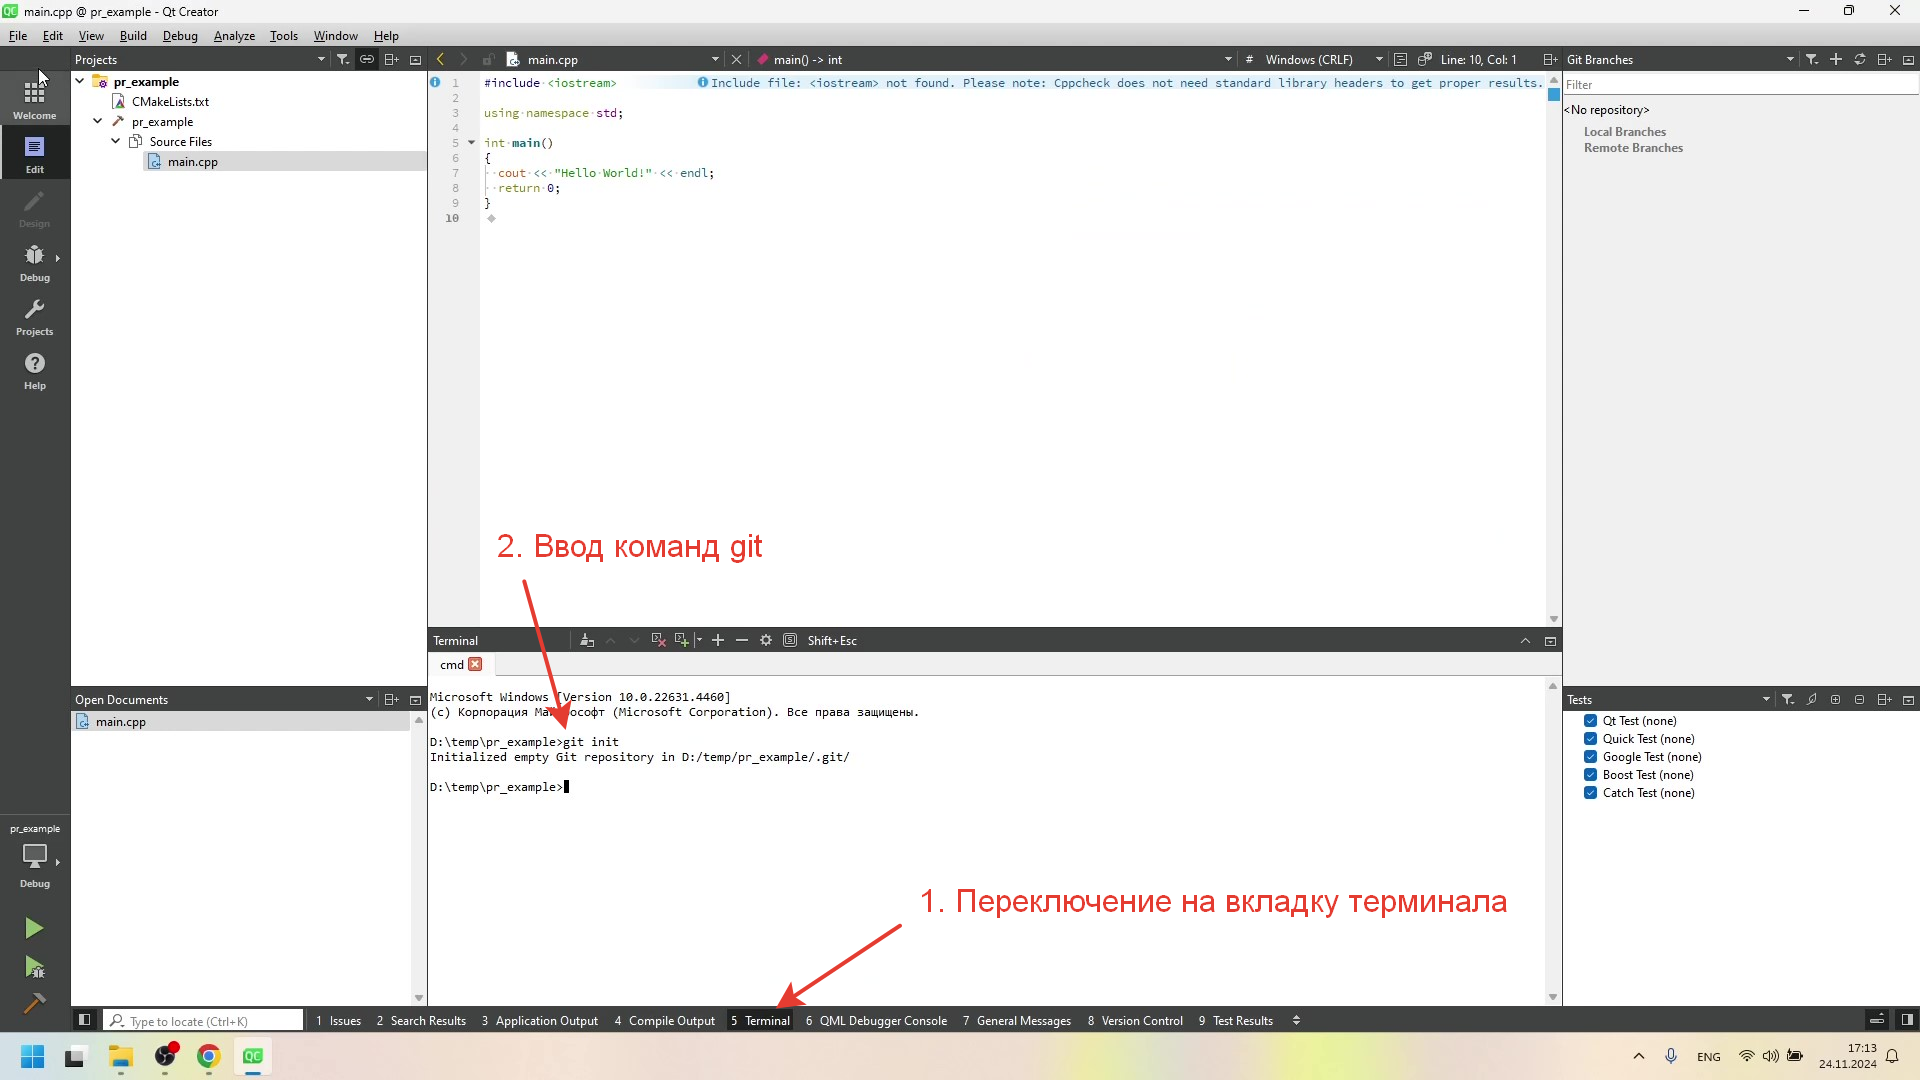 main.cpp @ pr_example - Qt Creator
File Edit View Build Debug Analyze Tools Window Help
Projects
main.cpp
main() -> int
# Windows (CRLF)
Line: 10, Col: 1
Git Branches
Welcome
Edit
Design
Debug
Projects
Help
pr_example
CMakeLists.txt
pr_example
Source Files
main.cpp
1 #include <iostream>
Include file: <iostream> not found. Please note: Cppcheck does not need standard library headers to get proper results.
2
3 using namespace std;
4
5 int main()
6 {
7 cout << "Hello World!" << endl;
8 return 0;
9 }
10
Filter
<No repository>
Local Branches
Remote Branches
2. Ввод команд git
Terminal
Shift+Esc
cmd
Microsoft Windows [Version 10.0.22631.4460]
(c) Корпорация Майкрософт (Microsoft Corporation). Все права защищены.
D:\temp\pr_example>git init
Initialized empty Git repository in D:/temp/pr_example/.git/
D:\temp\pr_example>
1. Переключение на вкладку терминала
Open Documents
main.cpp
Tests
Qt Test (none)
Quick Test (none)
Google Test (none)
Boost Test (none)
Catch Test (none)
pr_example
Debug
Type to locate (Ctrl+K)
1 Issues 2 Search Results 3 Application Output 4 Compile Output 5 Terminal 6 QML Debugger Console 7 General Messages 8 Version Control 9 Test Results
QC
ENG
17:13
24.11.2024